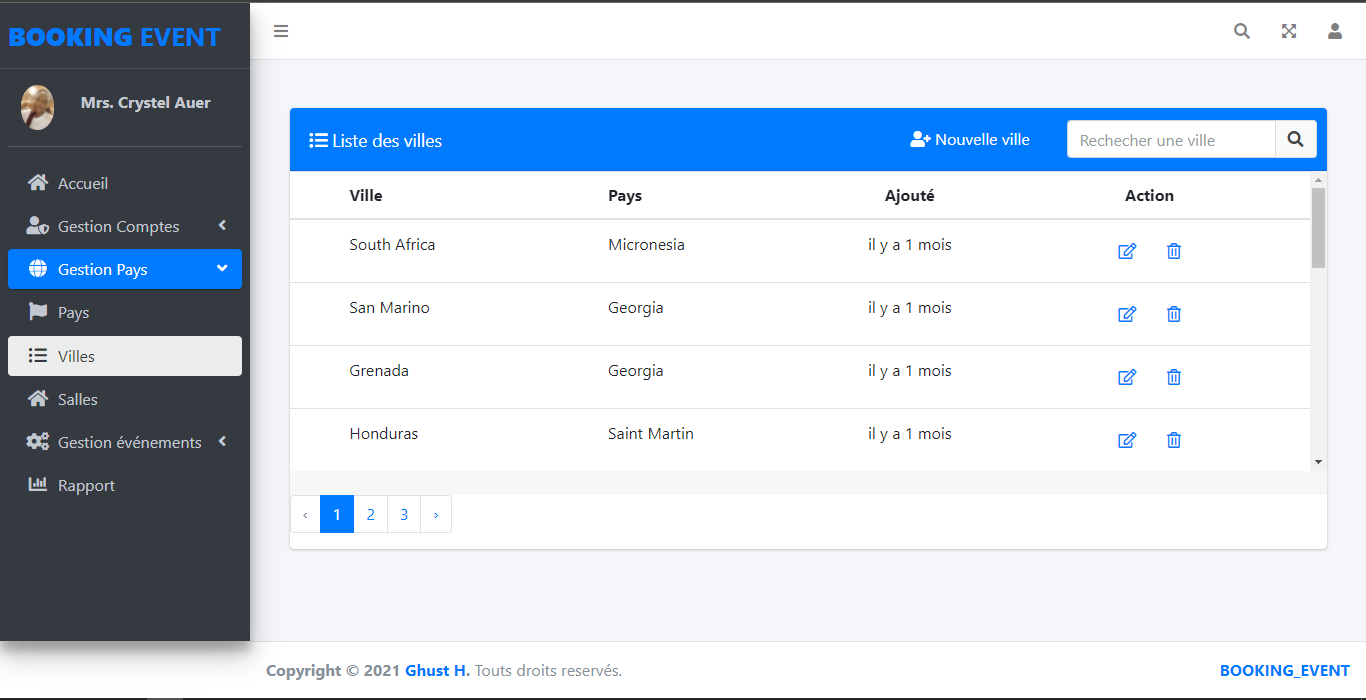 BOOKING EVENT
Mrs. Crystel Auer
Accueil
Gestion Comptes
Gestion Pays
Pays
Villes
Salles
Gestion événements
Rapport
Liste des villes
Nouvelle ville
Rechecher une ville
Ville Pays Ajouté Action
South Africa Micronesia il y a 1 mois
San Marino Georgia il y a 1 mois
Grenada Georgia il y a 1 mois
Honduras Saint Martin il y a 1 mois
‹ 1 2 3 ›
Copyright © 2021 Ghust H. Touts droits reservés.
BOOKING_EVENT